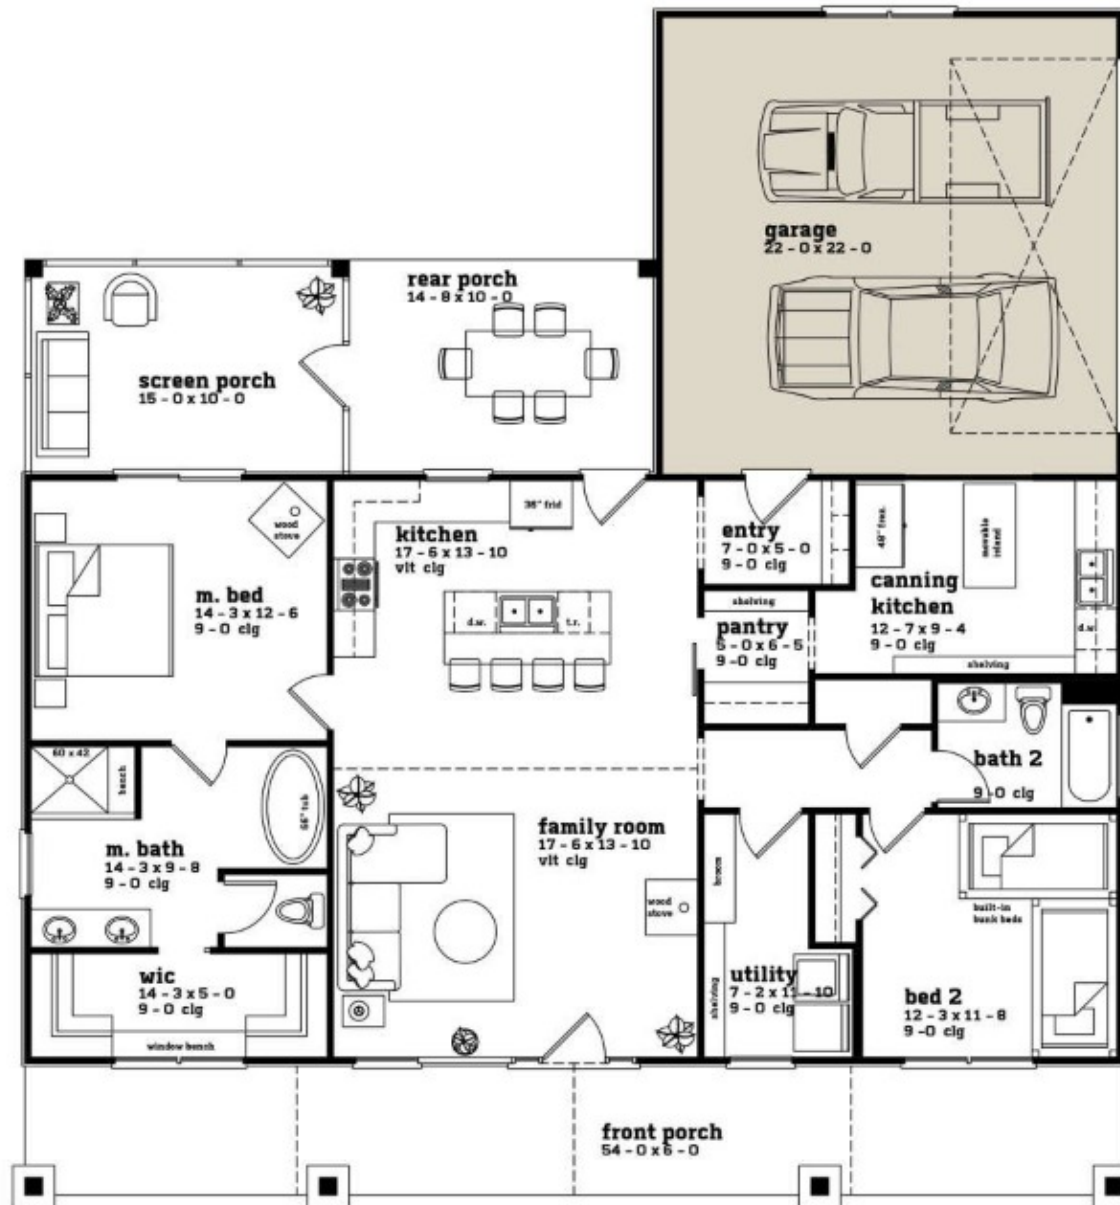 garage
22 - 0 x 22 - 0
rear porch
14 - 8 x 10 - 0
screen porch
15 - 0 x 10 - 0
wood
stove
m. bed
14 - 3 x 12 - 6
9 - 0 clg
36" frid
kitchen
17 - 6 x 13 - 10
vlt clg
d.w.
t.r.
entry
7 - 0 x 5 - 0
9 - 0 clg
48" frez.
movable
island
canning
kitchen
12 - 7 x 9 - 4
9 - 0 clg
d.w.
shelving
shelving
pantry
5 - 0 x 6 - 5
9 -0 clg
60 x 42
bench
66" tub
m. bath
14 - 3 x 9 - 8
9 - 0 clg
bath 2
9 -0 clg
family room
17 - 6 x 13 - 10
vlt clg
wood
stove
broom
built-in
bunk beds
wic
14 - 3 x 5 - 0
9 - 0 clg
window bench
shelving
utility
7 - 2 x 11 - 10
9 - 0 clg
bed 2
12 - 3 x 11 - 8
9 -0 clg
front porch
54 - 0 x 6 - 0